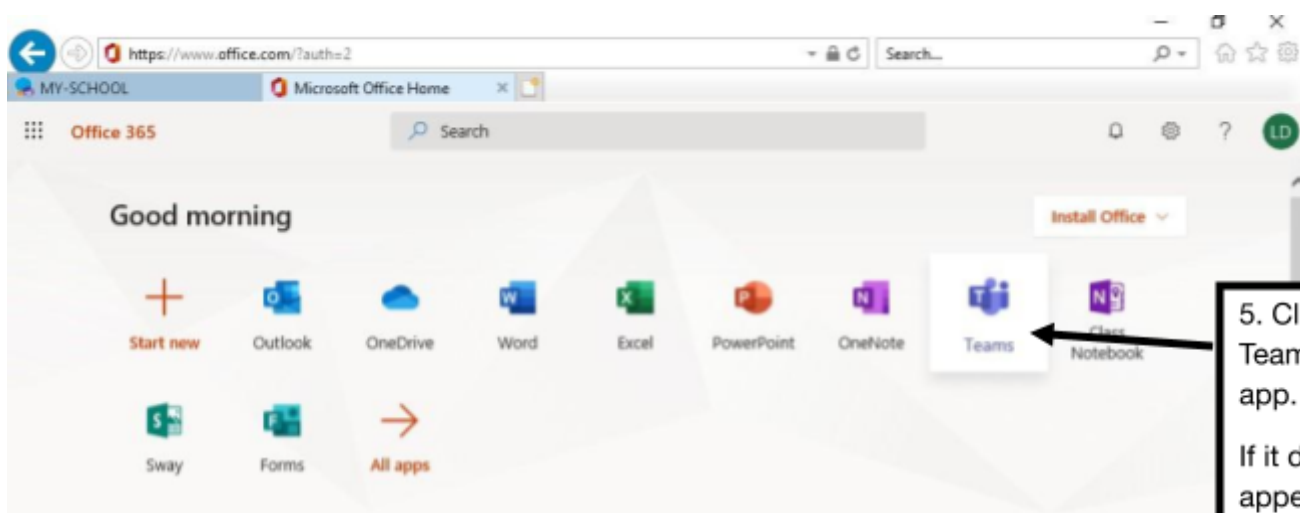 https://www.office.com/?auth=2
Search...
MY-SCHOOL
Microsoft Office Home
Office 365
Search
?
LD
Good morning
Install Office
Start new
Outlook
OneDrive
Word
Excel
PowerPoint
OneNote
Teams
Class
Notebook
Sway
Forms
All apps
5. Cl
Team
app.
If it d
appe